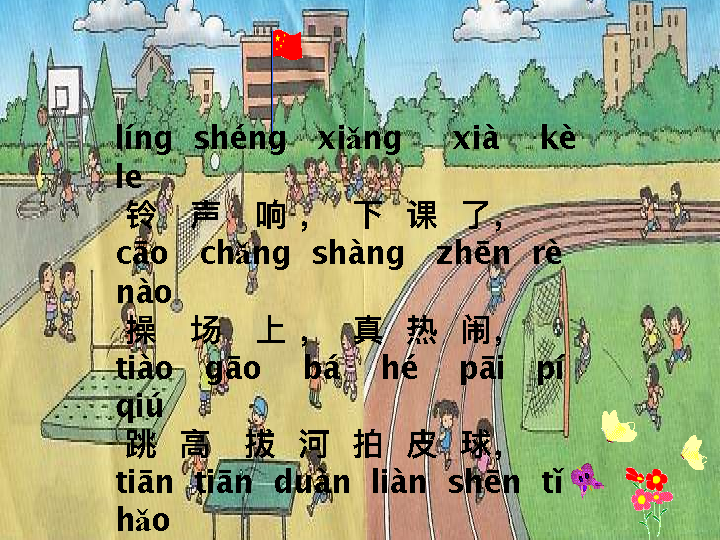 líng shéng xiǎng xià kè
le
铃 声 响 ， 下 课 了，
cāo chǎng shàng zhēn rè
nào
操 场 上 ， 真 热 闹，
tiào gāo bá hé pāi pí
qiú
跳 高 拔 河 拍 皮 球，
tiān tiān duàn liàn shēn tǐ
hǎo